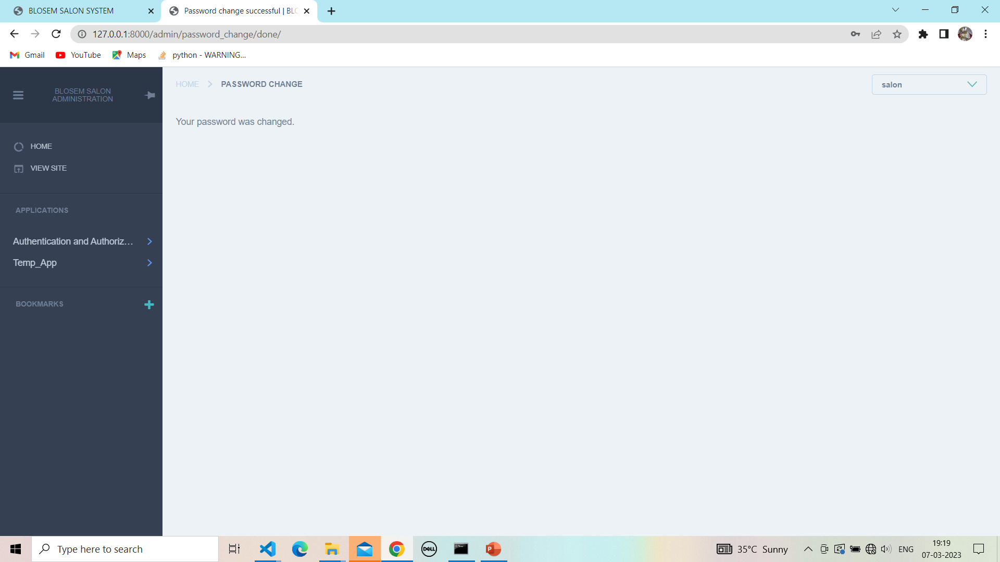 BLOSEM SALON SYSTEM
Password change successful | BLO
127.0.0.1:8000/admin/password_change/done/
Gmail
YouTube
Maps
python - WARNING...
BLOSEM SALON
ADMINISTRATION
HOME
PASSWORD CHANGE
salon
Your password was changed.
HOME
VIEW SITE
APPLICATIONS
Authentication and Authoriz...
Temp_App
BOOKMARKS
Type here to search
DELL
35°C Sunny
ENG
19:19
07-03-2023